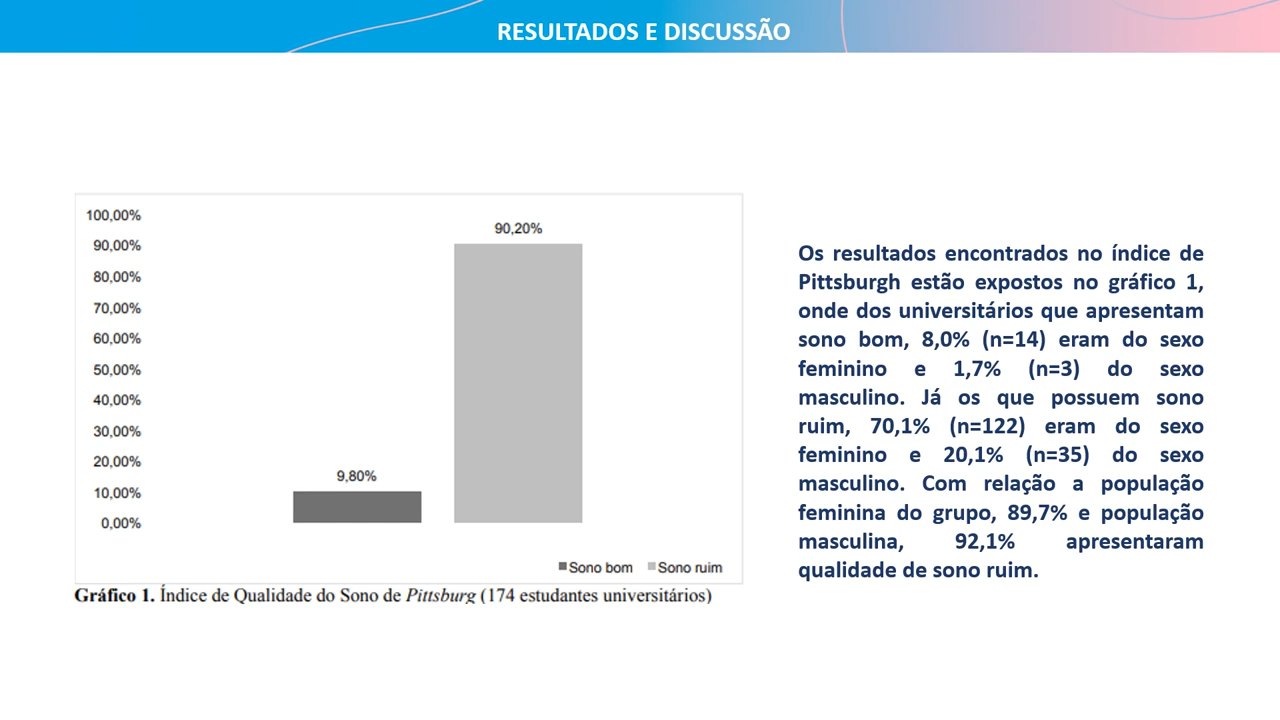 RESULTADOS E DISCUSSÃO
100,00%
90,00%
80,00%
70,00%
60,00%
50,00%
40,00%
30,00%
20,00%
10,00%
0,00%
9,80%
90,20%
Sono bom Sono ruim
Gráfico 1. Índice de Qualidade do Sono de Pittsburg (174 estudantes universitários)
Os resultados encontrados no índice de
Pittsburgh estão expostos no gráfico 1,
onde dos universitários que apresentam
sono bom, 8,0% (n=14) eram do sexo
feminino e 1,7% (n=3) do sexo
masculino. Já os que possuem sono
ruim, 70,1% (n=122) eram do sexo
feminino e 20,1% (n=35) do sexo
masculino. Com relação a população
feminina do grupo, 89,7% e população
masculina, 92,1% apresentaram
qualidade de sono ruim.